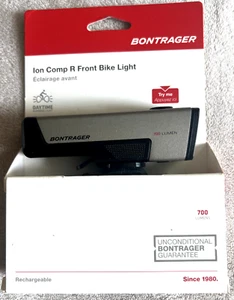 BONTRAGER
Ion Comp R Front Bike Light
Éclairage avant
Try me
DAYTIME
BONTRAGER
700 LUMEN
700
LUMENS
UNCONDITIONAL
BONTRAGER
GUARANTEE
Rechargeable
Since 1980.